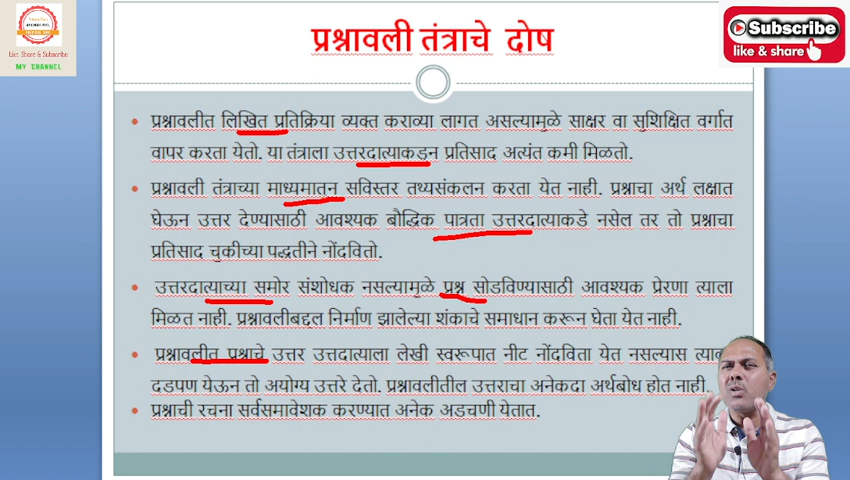 प्रश्नावली तंत्राचे दोष
Subscribe
like & share
Like Share & Subscribe
MY CHANNEL
प्रश्नावलीत लिखित प्रतिक्रिया व्यक्त कराव्या लागत असल्यामुळे साक्षर वा सुशिक्षित वर्गात
वापर करता येतो. या तंत्राला उत्तरदात्याकडून प्रतिसाद अत्यंत कमी मिळतो.
प्रश्नावली तंत्राच्या माध्यमातून सविस्तर तथ्यसंकलन करता येत नाही. प्रश्नाचा अर्थ लक्षात
घेऊन उत्तर देण्यासाठी आवश्यक बौद्धिक पात्रता उत्तरदात्याकडे नसेल तर तो प्रश्नाचा
प्रतिसाद चुकीच्या पद्धतीने नोंदवितो.
उत्तरदात्याच्या समोर संशोधक नसल्यामुळे प्रश्न सोडविण्यासाठी आवश्यक प्रेरणा त्याला
मिळत नाही. प्रश्नावलीबद्दल निर्माण झालेल्या शंकाचे समाधान करून घेता येत नाही.
प्रश्नावलीत प्रश्नाचे उत्तर उत्तदात्याला लेखी स्वरूपात नीट नोंदविता येत नसल्यास
दडपण येऊन तो अयोग्य उत्तरे देतो. प्रश्नावलीतील उत्तराचा अनेकदा अर्थबोध होत नाही.
प्रश्नाची रचना सर्वसमावेशक करण्यात अनेक अडचणी येतात.